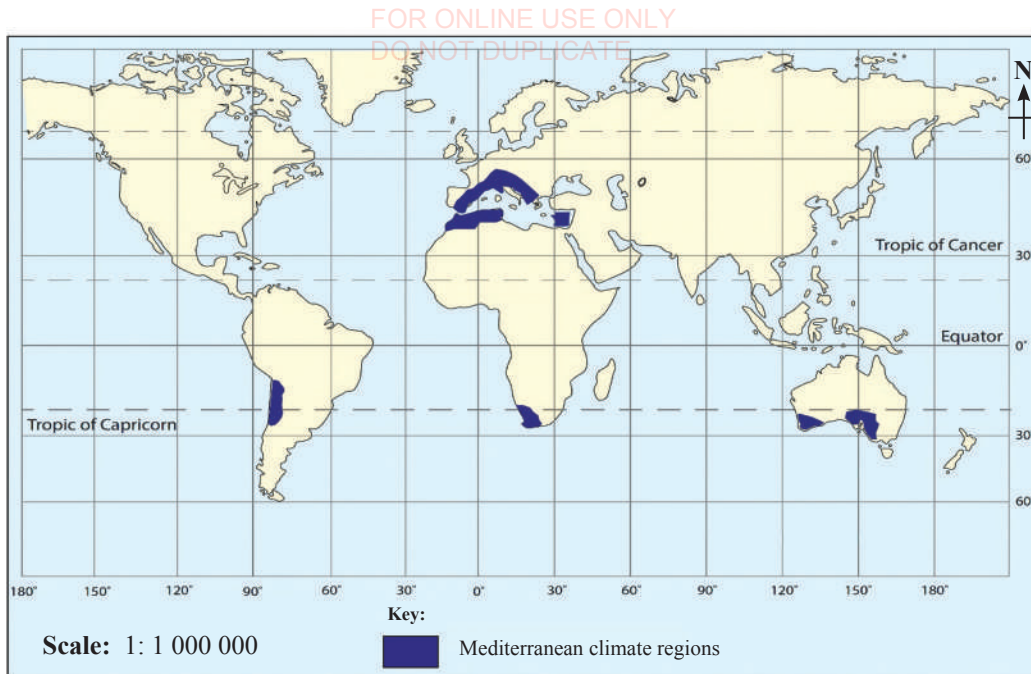 FOR ONLINE USE ONLY
DO NOT DUPLICATE
N
60
Tropic of Cancer
30
Equator
0°
Tropic of Capricorn
30
60
180° 150° 120° 90° 60° 30° 0° 30° 60° 90° 120° 150° 180°
Key:
Scale: 1: 1 000 000
Mediterranean climate regions